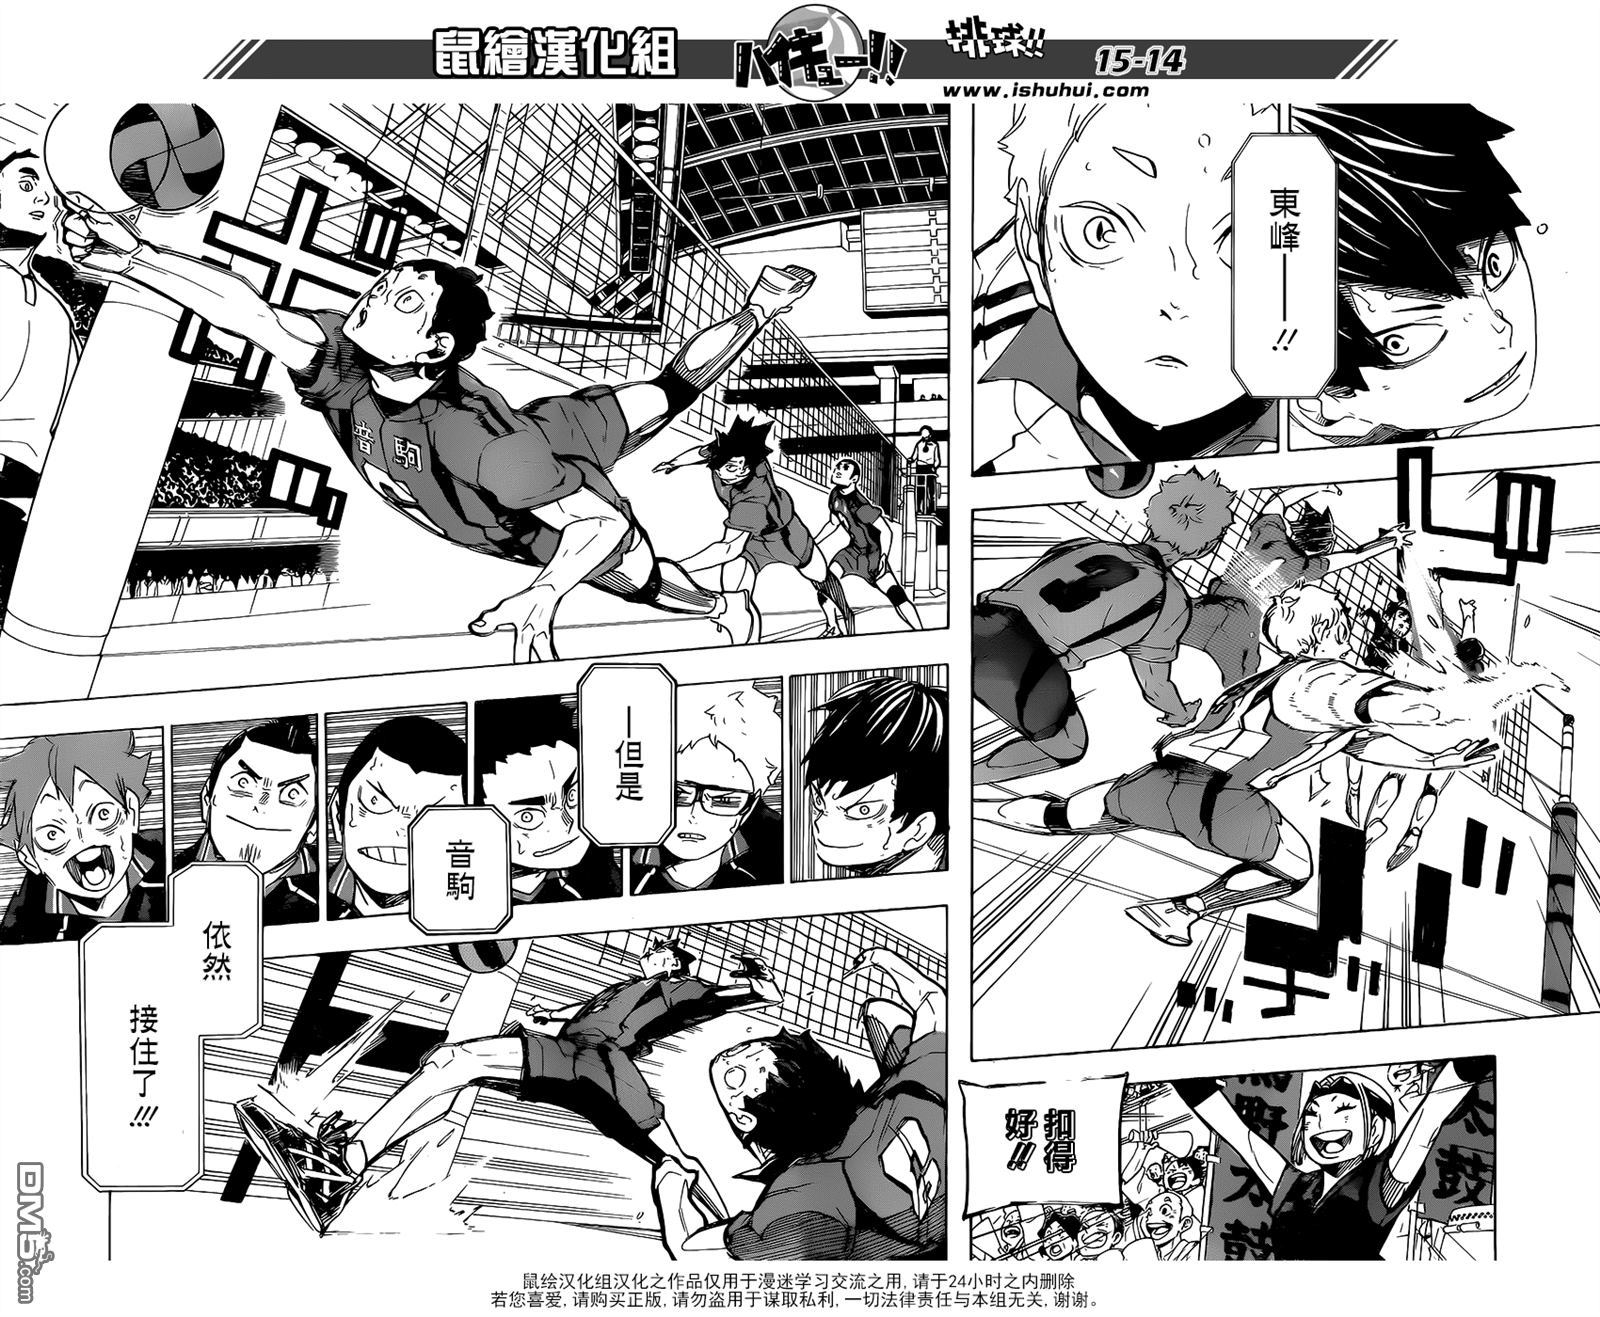 鼠繪漢化組
ハイキュー!!
排球!!
15-14
www.ishuhui.com
東峰——!!
扣得
好!!
太鼓
音駒
—但是
音駒
依然
接住了!!!
DM5.com
鼠绘汉化组汉化之作品仅用于漫迷学习交流之用,请于24小时之内删除
若您喜爱,请购买正版,请勿盗用于谋取私利,一切法律责任与本组无关,谢谢。